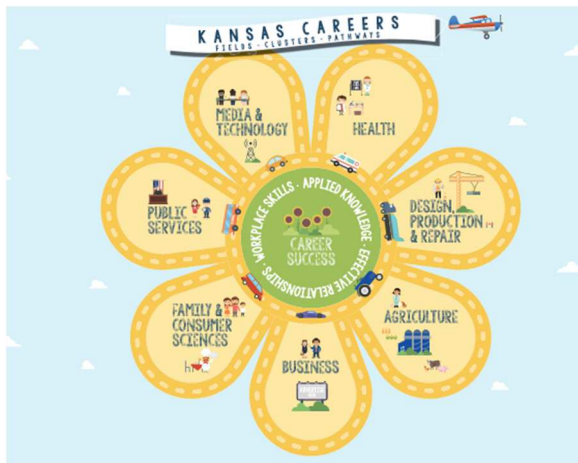 KANSAS CAREERS
FIELDS · CLUSTERS · PATHWAYS
MEDIA &
TECHNOLOGY
HEALTH
PUBLIC
SERVICES
DESIGN,
PRODUCTION
& REPAIR
WORKPLACE SKILLS · APPLIED KNOWLEDGE · EFFECTIVE RELATIONSHIPS ·
CAREER
SUCCESS
FAMILY &
CONSUMER
SCIENCES
AGRICULTURE
BUSINESS